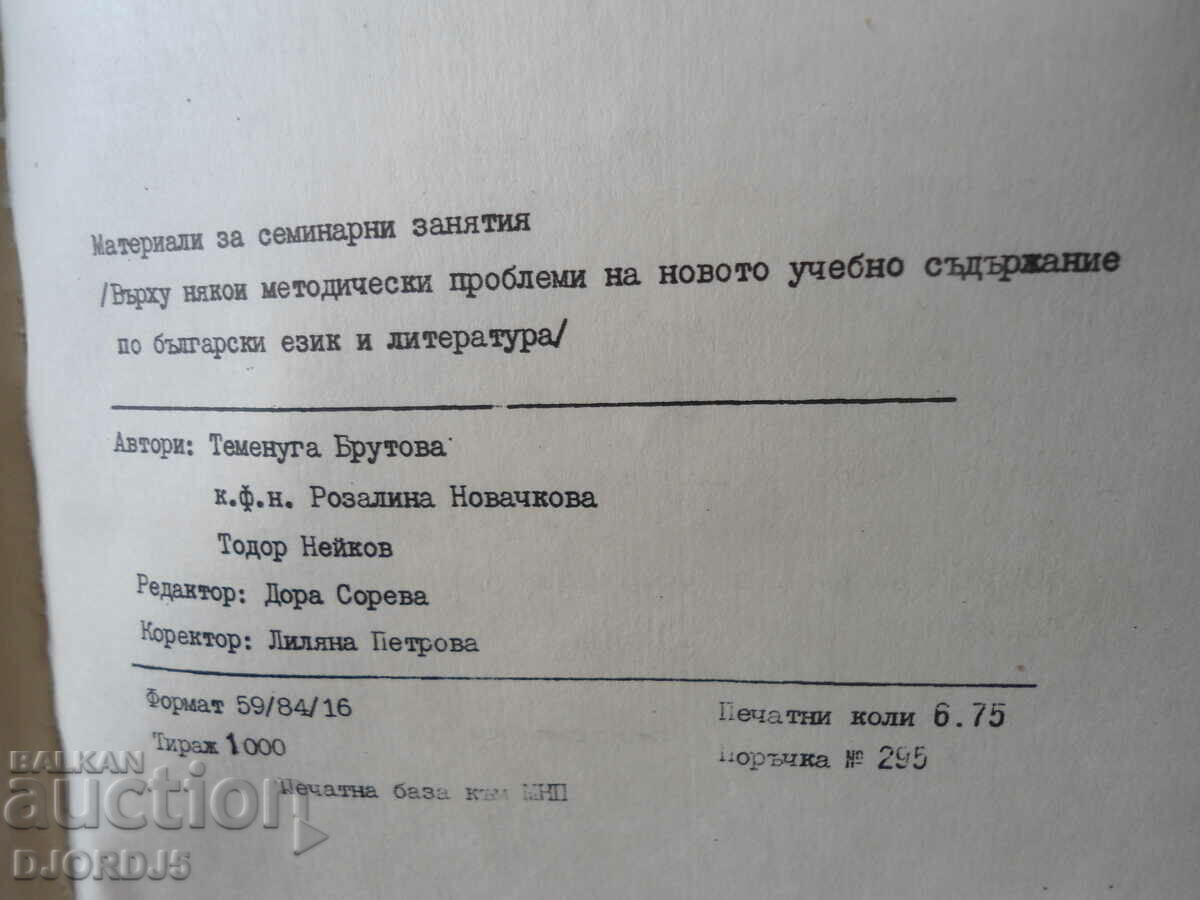 Материали за семинарни занятия
/Върху някои методически проблеми на новото учебно съдържание
по български език и литература/
Автори: Теменуга Брутова
к.ф.н. Розалина Новачкова
Тодор Нейков
Редактор: Дора Сорева
Коректор: Лиляна Петрова
Формат 59/84/16
Печатни коли 6.75
Тираж 1000
Поръчка № 295
Печатна база към МНП
BALKAN
auction
DJORDJ5